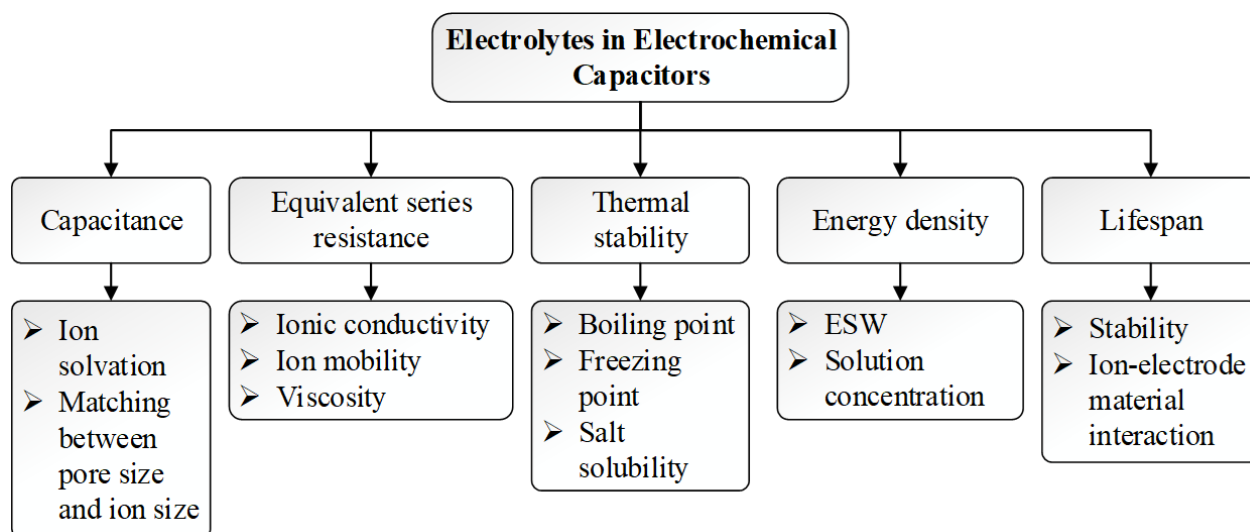 Electrolytes in Electrochemical
Capacitors
Capacitance
Equivalent series
resistance
Thermal
stability
Energy density
Lifespan
➢ Ion
solvation
➢ Matching
between
pore size
and ion size
➢ Ionic conductivity
➢ Ion mobility
➢ Viscosity
➢ Boiling point
➢ Freezing
point
➢ Salt
solubility
➢ ESW
➢ Solution
concentration
➢ Stability
➢ Ion-electrode
material
interaction